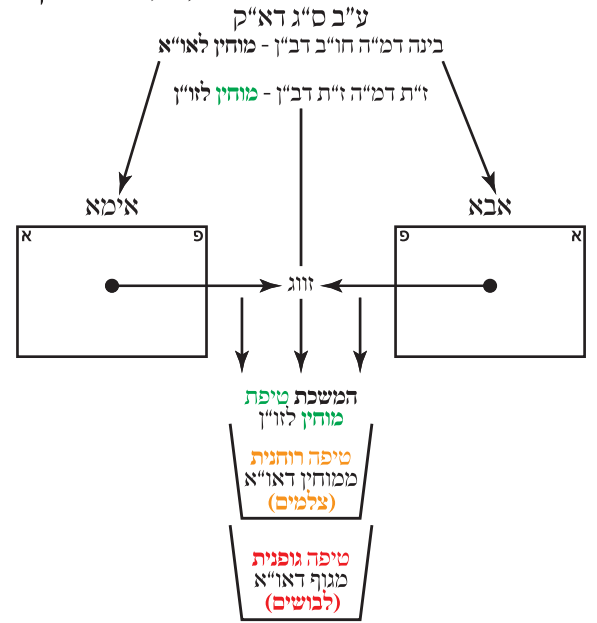 ע״ב ס״ג דא״ק
בינה דמ״ה חו״ב דב״ן - מוחין לאו״א
ז״ת דמ״ה ז״ת דב״ן - מוחין לזו״ן
אבא
אימא
א
פ
פ
א
זווג
המשכת טיפת
מוחין לזו״ן
טיפה רוחנית
ממוחין דאו״א
(צלמים)
טיפה גופנית
מגוף דאו״א
(לבושים)